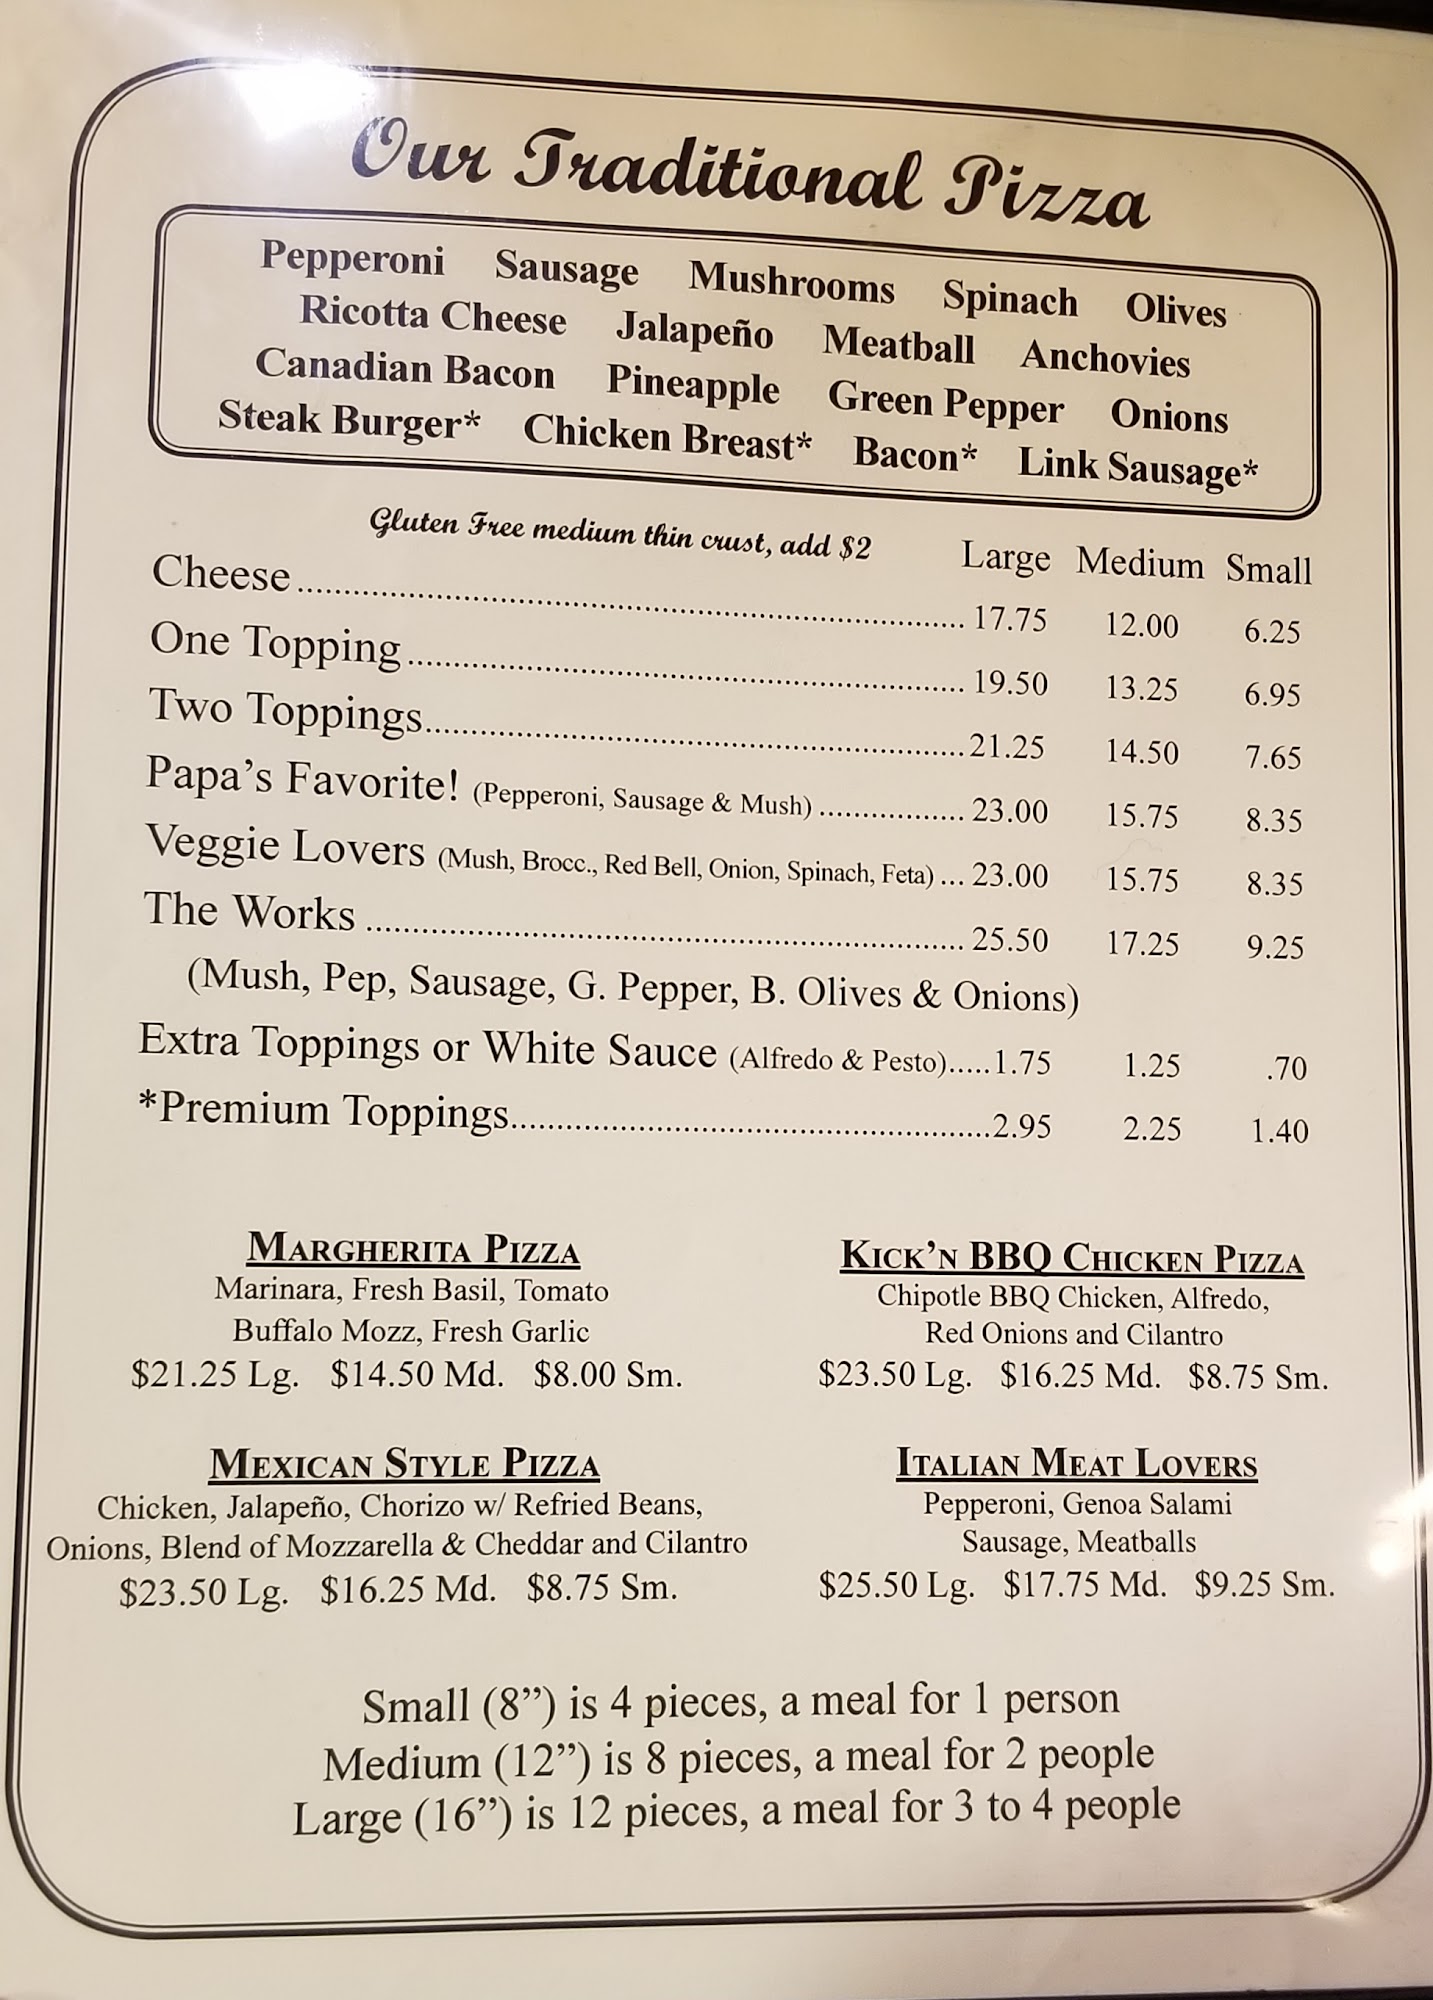 Our Traditional Pizza
Pepperoni Sausage Mushrooms Spinach Olives
Ricotta Cheese Jalapeño Meatball Anchovies
Canadian Bacon Pineapple Green Pepper Onions
Steak Burger* Chicken Breast* Bacon* Link Sausage*
Gluten Free medium thin crust, add $2 Large Medium Small
Cheese 17.75 12.00 6.25
One Topping 19.50 13.25 6.95
Two Toppings 21.25 14.50 7.65
Papa's Favorite! (Pepperoni, Sausage & Mush) 23.00 15.75 8.35
Veggie Lovers (Mush, Brocc., Red Bell, Onion, Spinach, Feta) ... 23.00 15.75 8.35
The Works 25.50 17.25 9.25
(Mush, Pep, Sausage, G. Pepper, B. Olives & Onions)
Extra Toppings or White Sauce (Alfredo & Pesto).....1.75 1.25 .70
*Premium Toppings 2.95 2.25 1.40
MARGHERITA PIZZA
Marinara, Fresh Basil, Tomato
Buffalo Mozz, Fresh Garlic
$21.25 Lg. $14.50 Md. $8.00 Sm.
KICK'N BBQ CHICKEN PIZZA
Chipotle BBQ Chicken, Alfredo,
Red Onions and Cilantro
$23.50 Lg. $16.25 Md. $8.75 Sm.
MEXICAN STYLE PIZZA
Chicken, Jalapeño, Chorizo w/ Refried Beans,
Onions, Blend of Mozzarella & Cheddar and Cilantro
$23.50 Lg. $16.25 Md. $8.75 Sm.
ITALIAN MEAT LOVERS
Pepperoni, Genoa Salami
Sausage, Meatballs
$25.50 Lg. $17.75 Md. $9.25 Sm.
Small (8") is 4 pieces, a meal for 1 person
Medium (12") is 8 pieces, a meal for 2 people
Large (16") is 12 pieces, a meal for 3 to 4 people